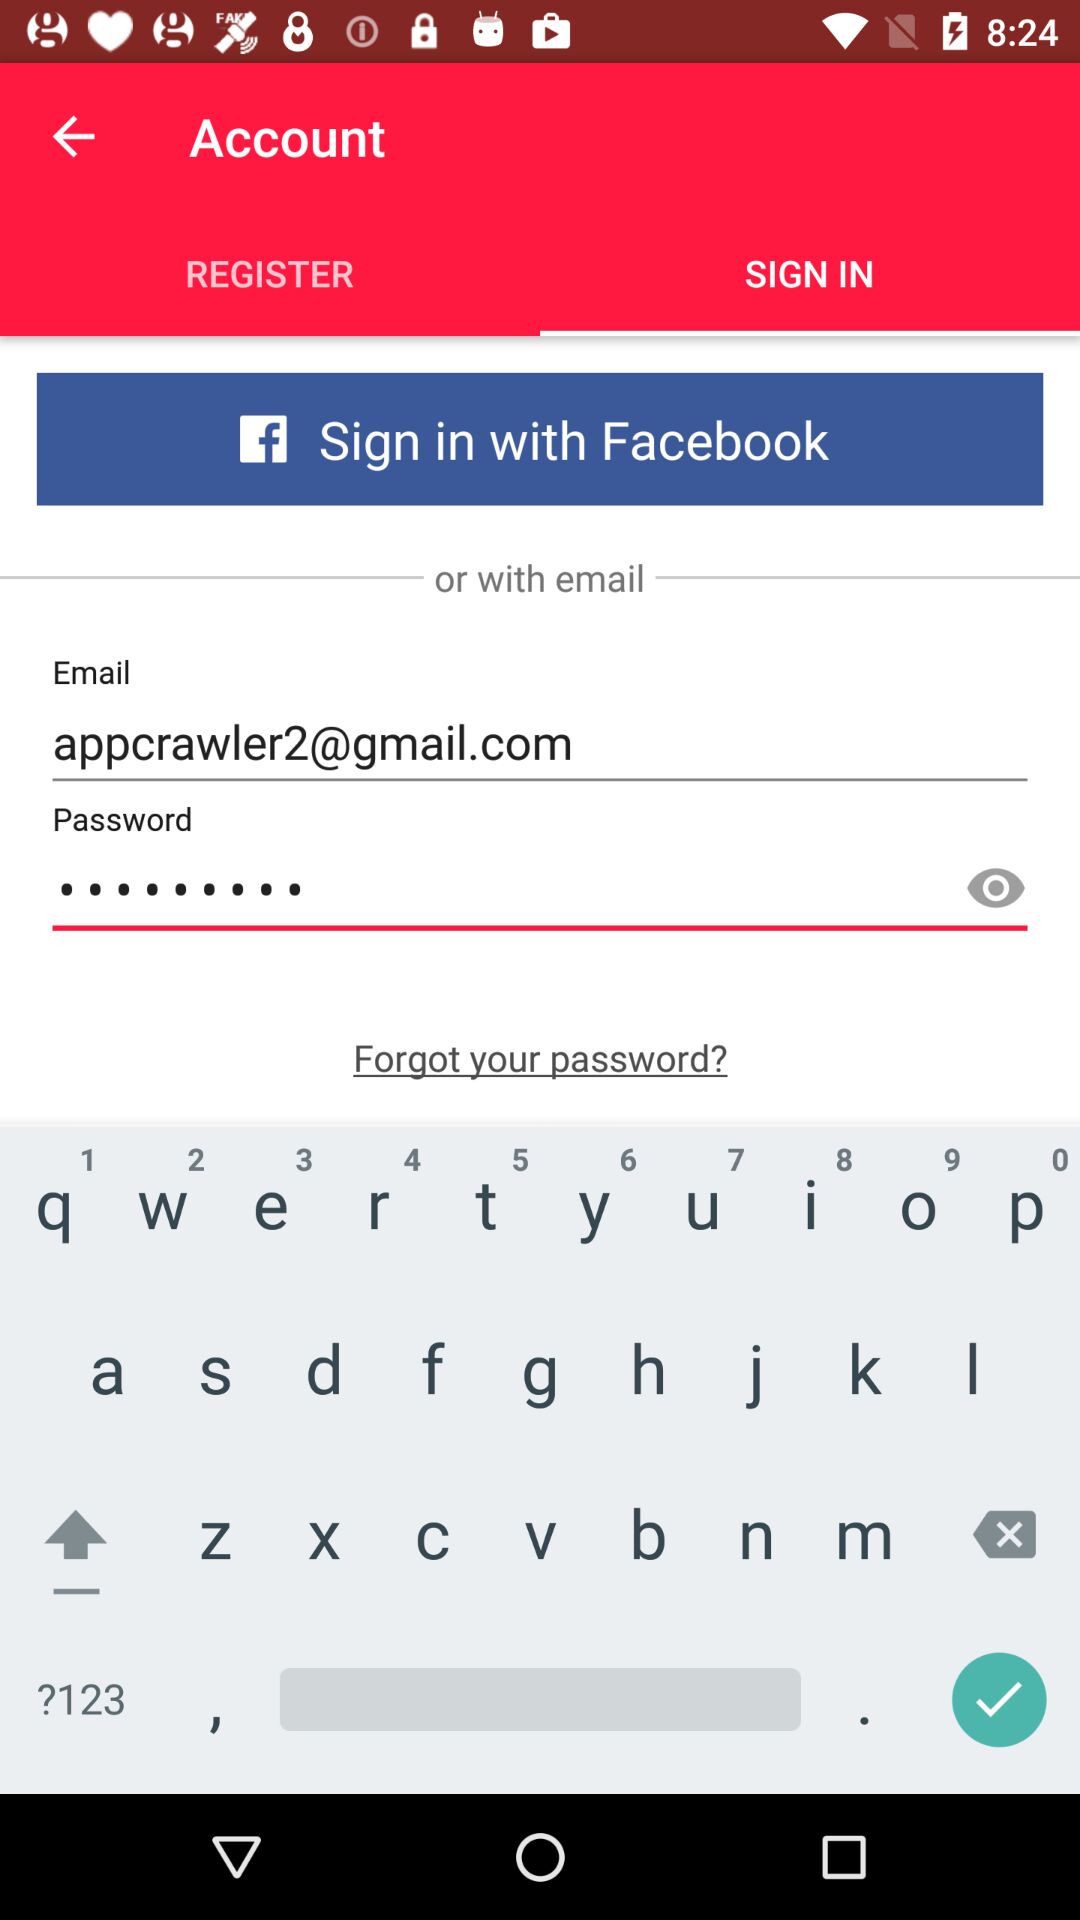 FAKE 8:24
Account
REGISTER SIGN IN
Sign in with Facebook
or with email
Email
appcrawler2@gmail.com
Password
•••••••••
Forgot your password?
1 2 3 4 5 6 7 8 9 0
q w e r t y u i o p
a s d f g h j k l
z x c v b n m
?123 , .